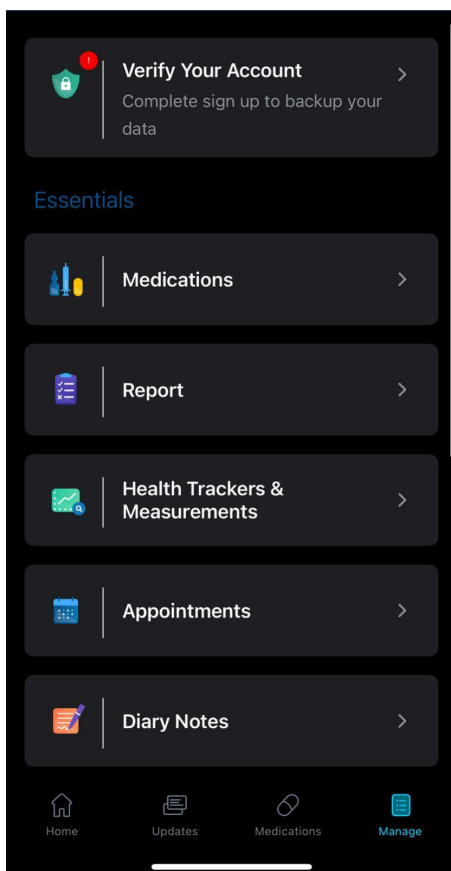 !
Verify Your Account
Complete sign up to backup your
data
Essentials
Medications
Report
Health Trackers &
Measurements
Appointments
Diary Notes
Home
Updates
Medications
Manage